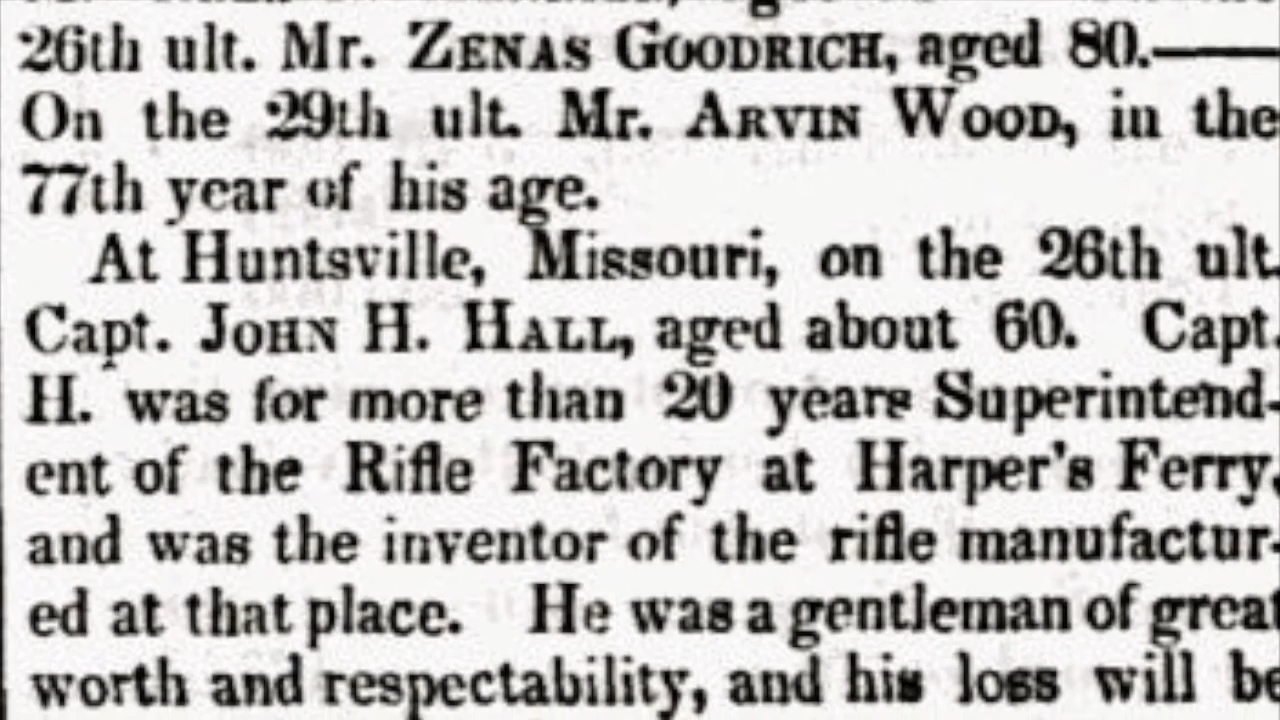 26th ult. Mr. ZENAS GOODRICH, aged 80.—
On the 29th ult. Mr. ARVIN WOOD, in the
77th year of his age.
At Huntsville, Missouri, on the 26th ult.
Capt. JOHN H. HALL, aged about 60. Capt.
H. was for more than 20 years Superintend-
ent of the Rifle Factory at Harper's Ferry,
and was the inventor of the rifle manufactur-
ed at that place. He was a gentleman of great
worth and respectability, and his loss will be